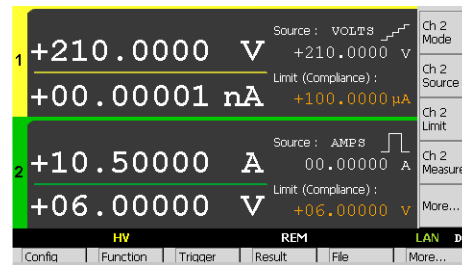 1
+210.0000 V
+00.00001 nA
Source : VOLTS
+210.0000 V
Limit (Compliance) :
+100.0000 µA
2
+10.50000 A
+06.00000 V
Source : AMPS
00.00000 A
Limit (Compliance) :
+06.00000 V
Ch 2
Mode
Ch 2
Source
Ch 2
Limit
Ch 2
Measure
More...
HV REM LAN D
Config Function Trigger Result File More...